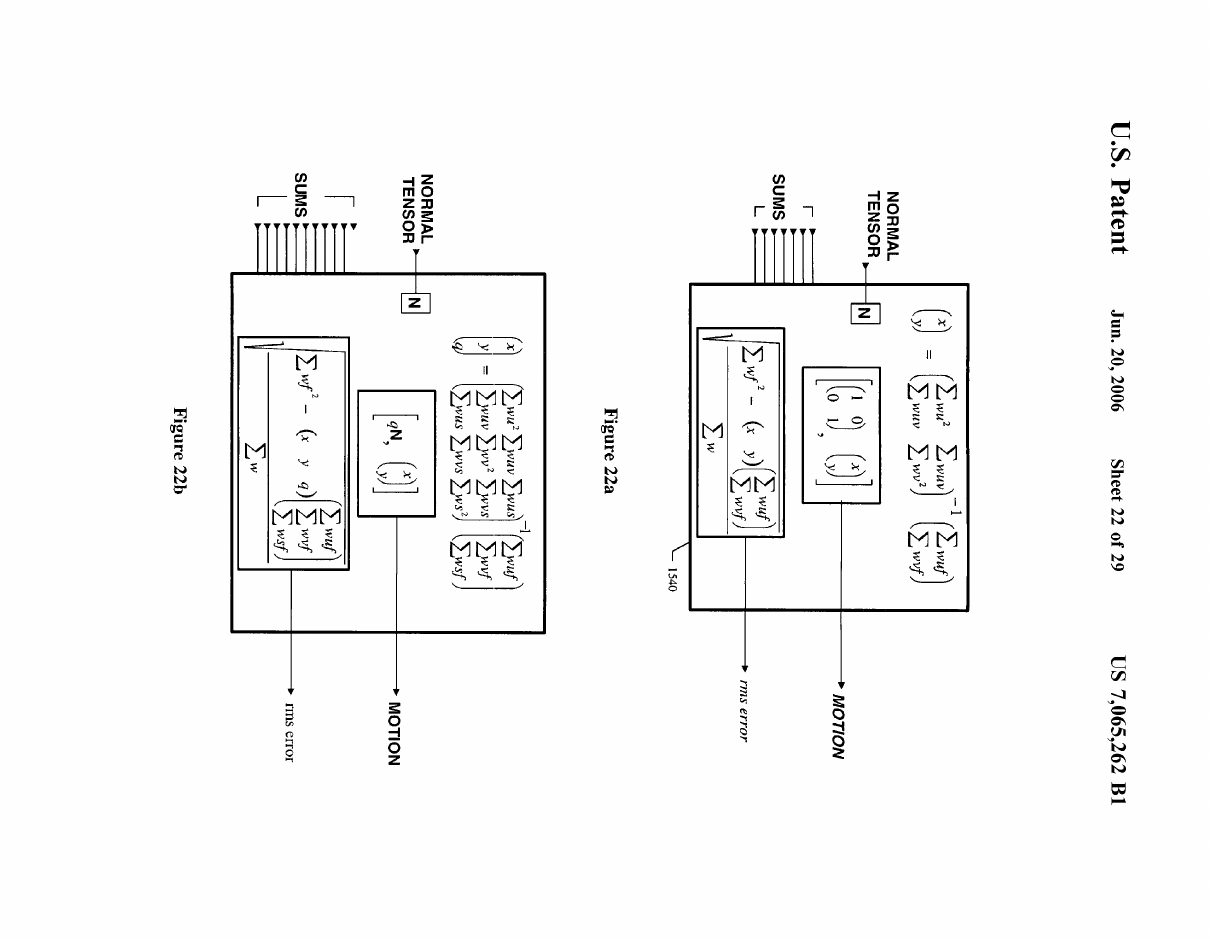 U.S. Patent Jun. 20, 2006 Sheet 22 of 29 US 7,065,262 B1
NORMAL
TENSOR
SUMS
N
(x y) = (∑wu² ∑wuv ∑wuv ∑wv²)⁻¹ (∑wuf ∑wvf)
[(1 0 0 1), (x y)]
√ ∑wf² − (x y)(∑wuf ∑wvf)
∑w
1540
MOTION
rms error
Figure 22a
NORMAL
TENSOR
SUMS
N
(x y q) = (∑wu² ∑wuv ∑wus ∑wuv ∑wv² ∑wvs ∑wus ∑wvs ∑ws²)⁻¹ (∑wuf ∑wvf ∑wsf)
[qN, (x y)]
√ ∑wf² − (x y q)(∑wuf ∑wvf ∑wsf)
∑w
MOTION
rms error
Figure 22b